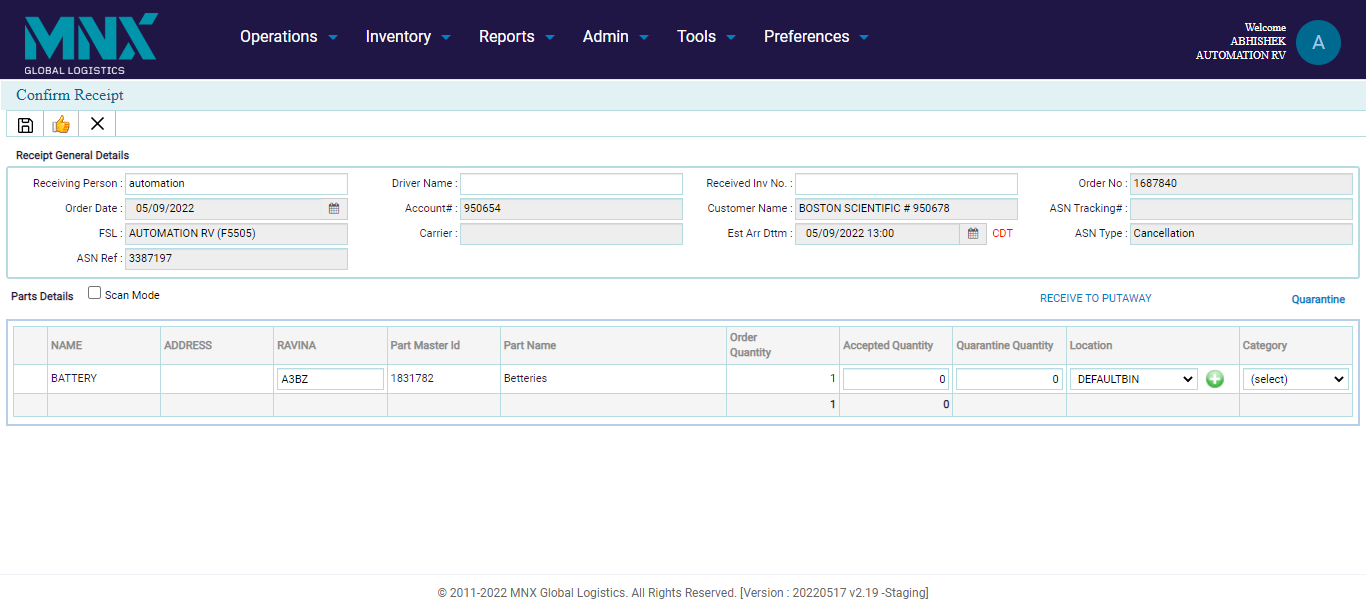 MNX
GLOBAL LOGISTICS
Operations Inventory Reports Admin Tools Preferences
Welcome
ABHISHEK
AUTOMATION RV
A
Confirm Receipt
Receipt General Details
Receiving Person : automation Driver Name : Received Inv No. : Order No : 1687840
Order Date : 05/09/2022 Account# : 950654 Customer Name : BOSTON SCIENTIFIC # 950678 ASN Tracking# :
FSL : AUTOMATION RV (F5505) Carrier : Est Arr Dttm : 05/09/2022 13:00 CDT ASN Type : Cancellation
ASN Ref : 3387197
Parts Details Scan Mode RECEIVE TO PUTAWAY Quarantine
NAME ADDRESS RAVINA Part Master Id Part Name Order Quantity Accepted Quantity Quarantine Quantity Location Category
BATTERY A3BZ 1831782 Betteries 1 0 0 DEFAULTBIN (select)
1 0
© 2011-2022 MNX Global Logistics. All Rights Reserved. [Version : 20220517 v2.19 -Staging]